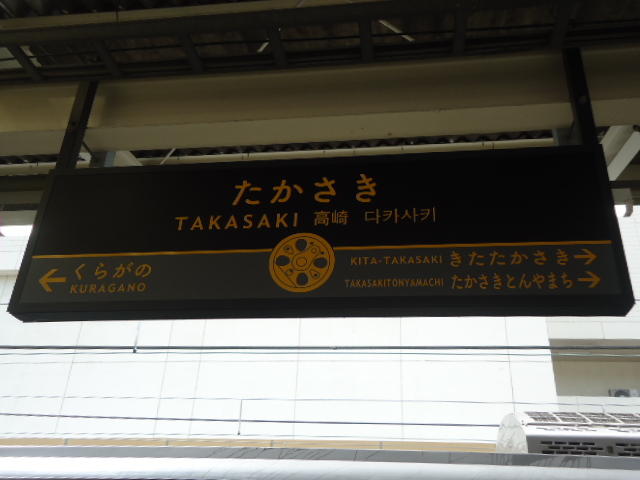 たかさき
TAKASAKI 高崎 다카사키
← くらがの
KURAGANO
KITA-TAKASAKI きたたかさき →
TAKASAKITONYAMACHI たかさきとんやまち →